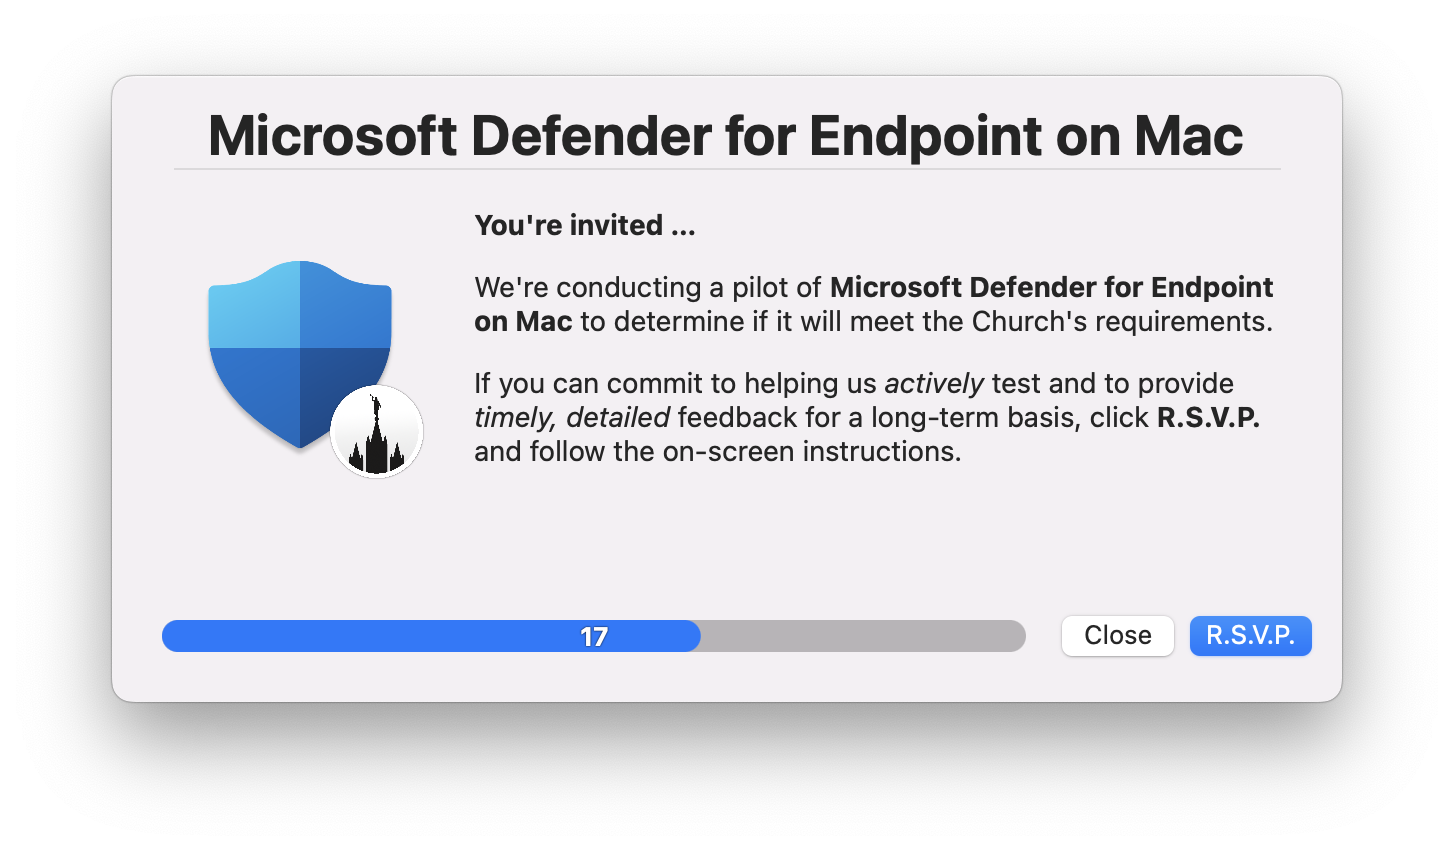 Microsoft Defender for Endpoint on Mac
You're invited ...
We're conducting a pilot of Microsoft Defender for Endpoint
on Mac to determine if it will meet the Church's requirements.
If you can commit to helping us actively test and to provide
timely, detailed feedback for a long-term basis, click R.S.V.P.
and follow the on-screen instructions.
17
Close
R.S.V.P.